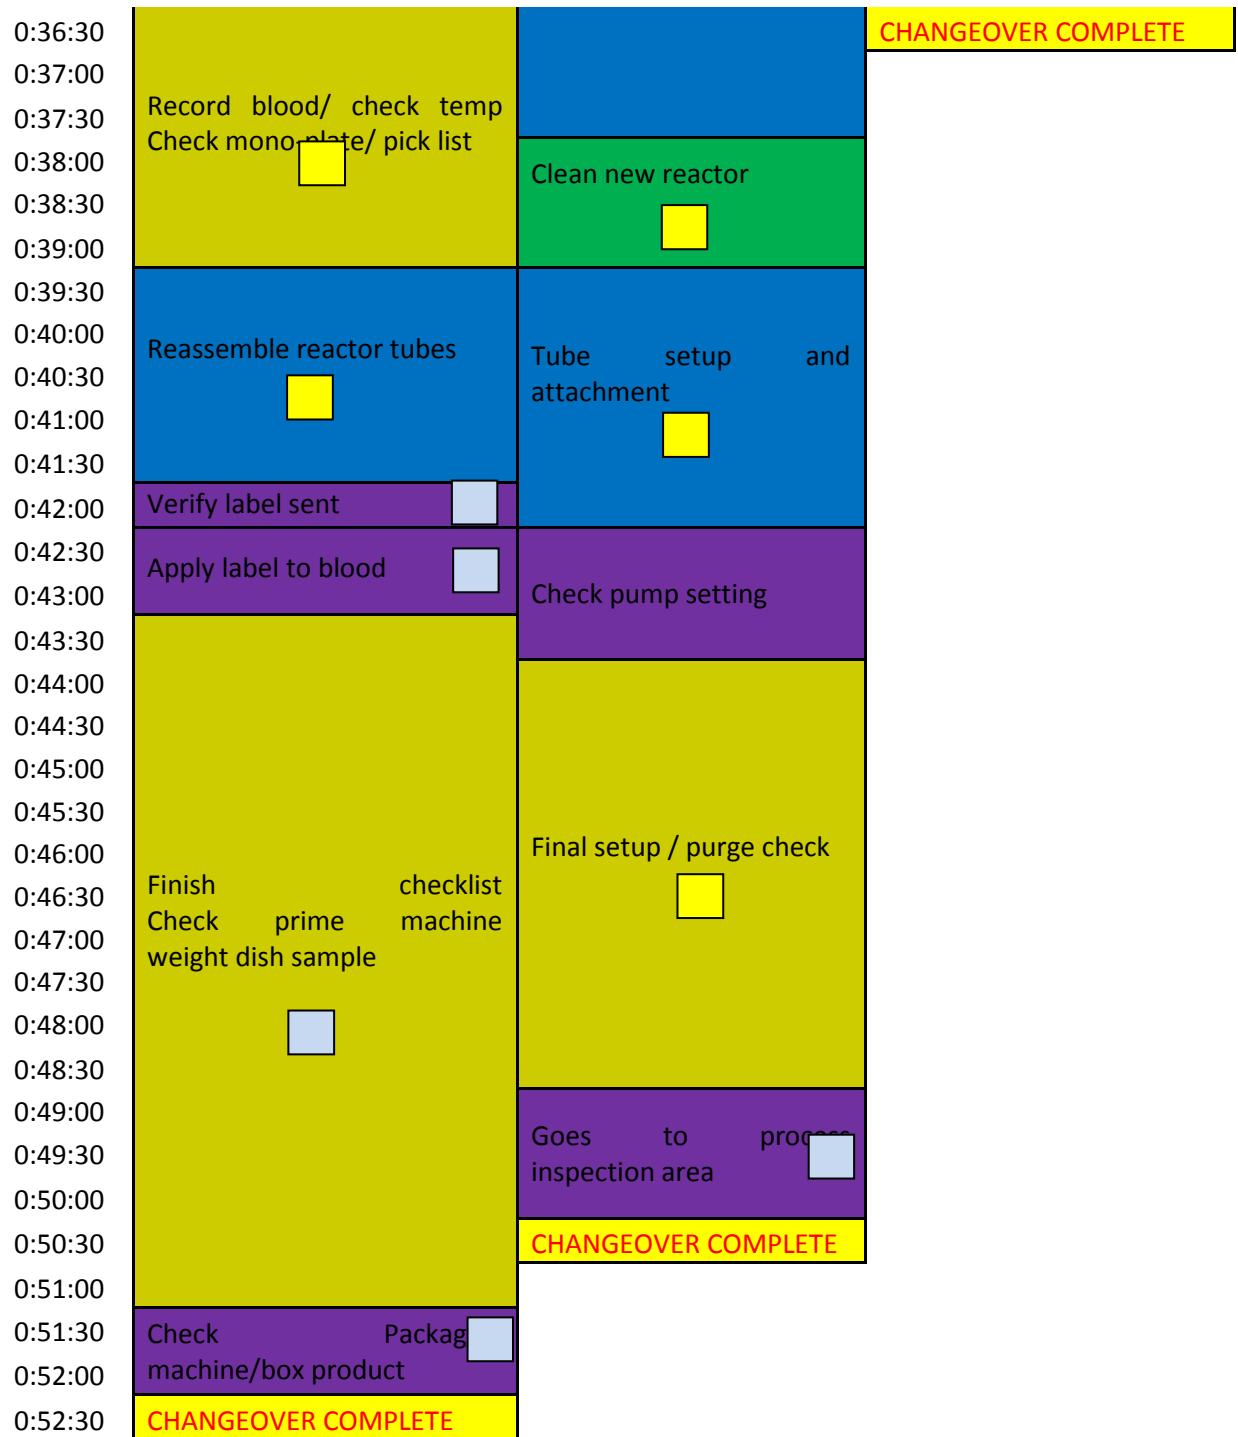 0:36:30
CHANGEOVER COMPLETE
0:37:00
0:37:30
Record blood/ check temp
Check mono-plate/ pick list
0:38:00
Clean new reactor
0:38:30
0:39:00
0:39:30
0:40:00
Reassemble reactor tubes
Tube setup and
attachment
0:40:30
0:41:00
0:41:30
0:42:00
Verify label sent
0:42:30
Apply label to blood
0:43:00
Check pump setting
0:43:30
0:44:00
0:44:30
0:45:00
0:45:30
0:46:00
Final setup / purge check
0:46:30
Finish checklist
Check prime machine
weight dish sample
0:47:00
0:47:30
0:48:00
0:48:30
0:49:00
Goes to process
inspection area
0:49:30
0:50:00
0:50:30
CHANGEOVER COMPLETE
0:51:00
0:51:30
Check Packag
machine/box product
0:52:00
0:52:30
CHANGEOVER COMPLETE